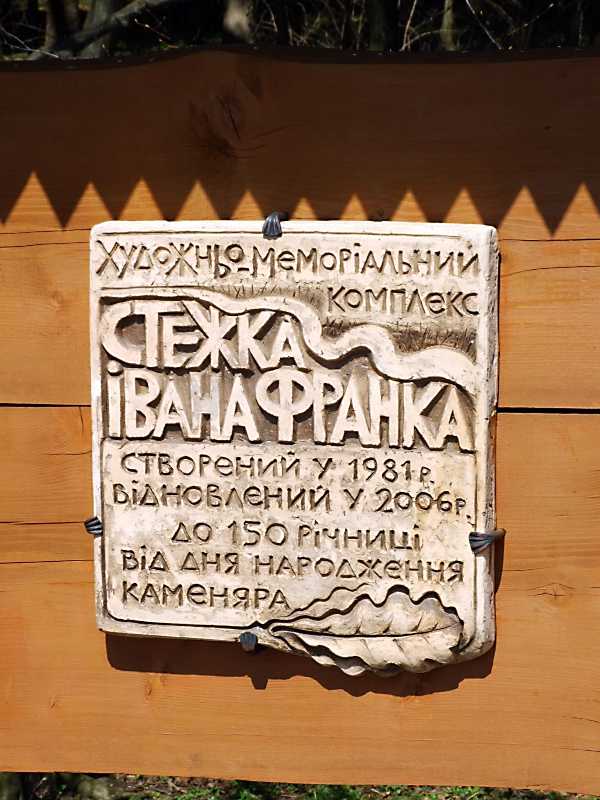 ХУДОЖНЬО-МЕМОРІАЛЬНИЙ
КОМПЛЕКС
СТЕЖКА
ІВАНА ФРАНКА
СТВОРЕНИЙ У 1981 Р.
ВІДНОВЛЕНИЙ У 2006 Р.
ДО 150 РІЧНИЦІ
ВІД ДНЯ НАРОДЖЕННЯ
КАМЕНЯРА